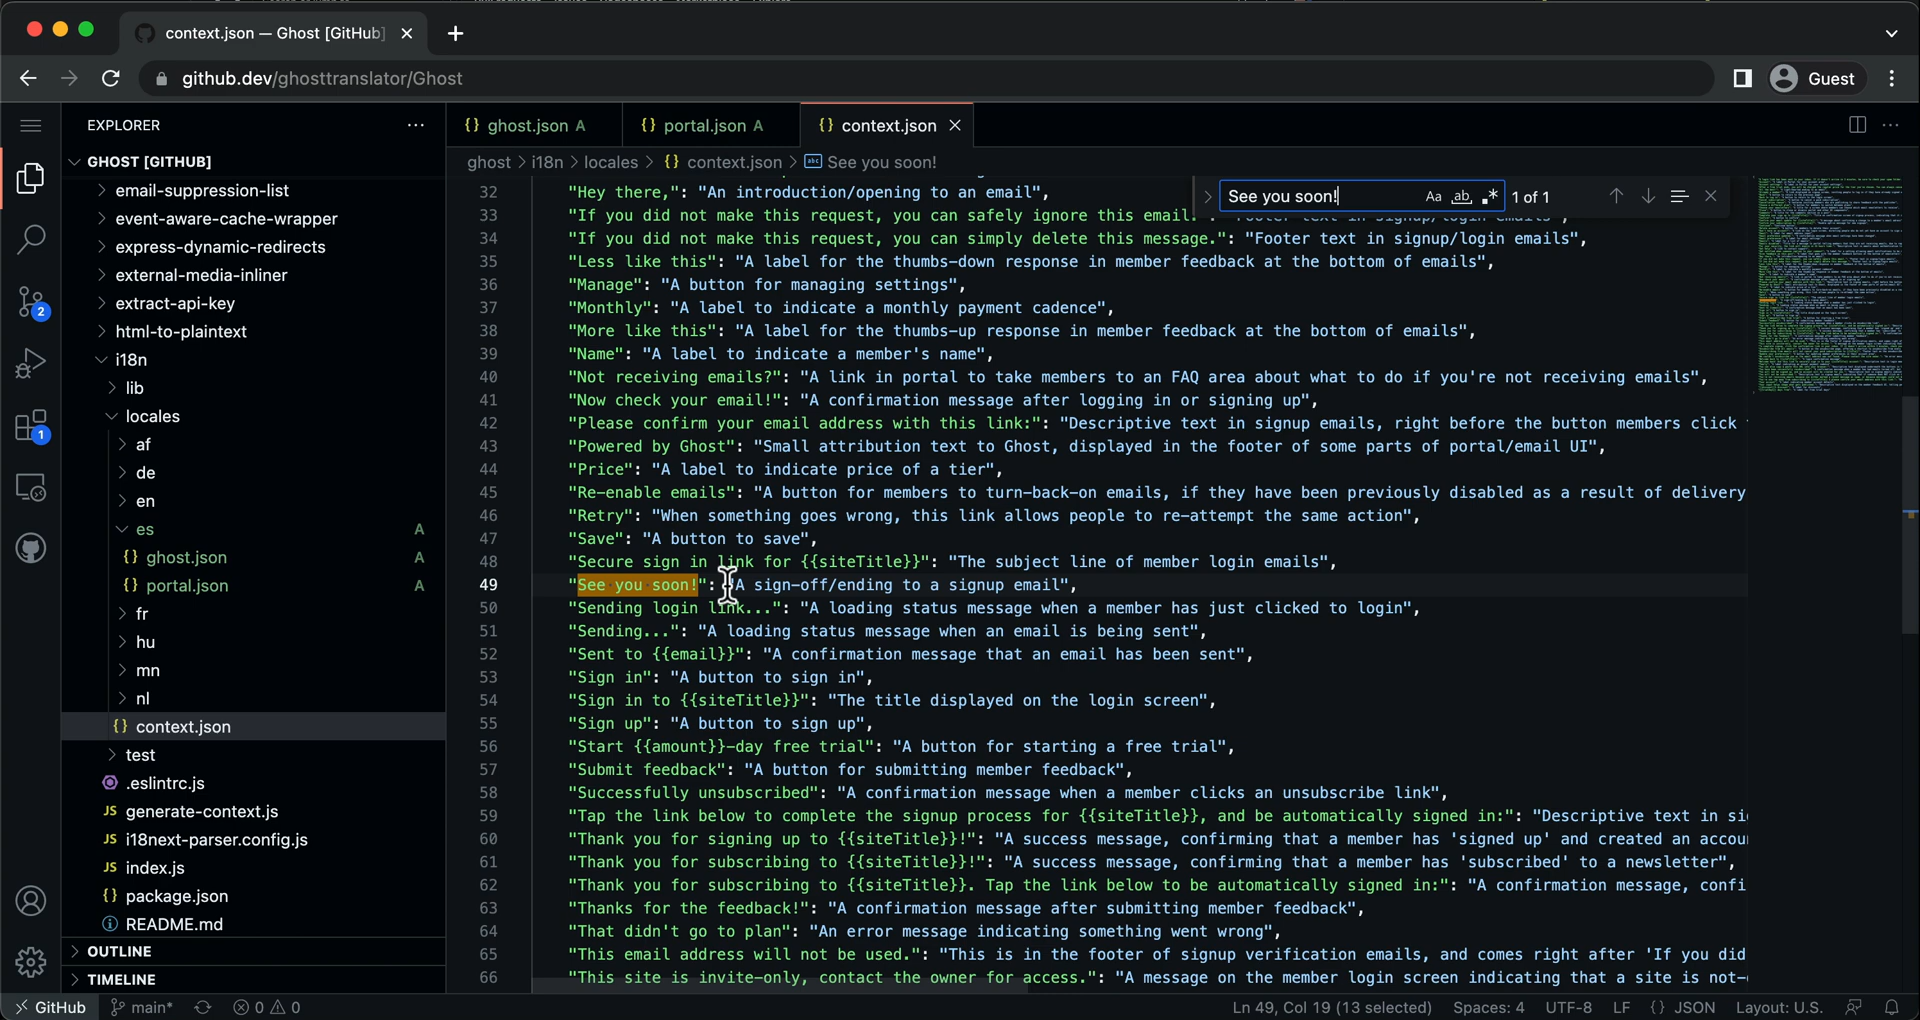 context.json — Ghost [GitHub]
github.dev/ghosttranslator/Ghost
Guest
EXPLORER
GHOST [GITHUB]
email-suppression-list
event-aware-cache-wrapper
express-dynamic-redirects
external-media-inliner
extract-api-key
html-to-plaintext
i18n
lib
locales
af
de
en
es A
{} ghost.json A
{} portal.json A
fr
hu
mn
nl
{} context.json
test
.eslintrc.js
JS generate-context.js
JS i18next-parser.config.js
JS index.js
{} package.json
README.md
OUTLINE
TIMELINE
2
1
{} ghost.json A
{} portal.json A
{} context.json
ghost > i18n > locales > {} context.json > abc See you soon!
See you soon! Aa ab .* 1 of 1
32 "Hey there,": "An introduction/opening to an email",
33 "If you did not make this request, you can safely ignore this email.
34 "If you did not make this request, you can simply delete this message.": "Footer text in signup/login emails",
35 "Less like this": "A label for the thumbs-down response in member feedback at the bottom of emails",
36 "Manage": "A button for managing settings",
37 "Monthly": "A label to indicate a monthly payment cadence",
38 "More like this": "A label for the thumbs-up response in member feedback at the bottom of emails",
39 "Name": "A label to indicate a member's name",
40 "Not receiving emails?": "A link in portal to take members to an FAQ area about what to do if you're not receiving emails",
41 "Now check your email!": "A confirmation message after logging in or signing up",
42 "Please confirm your email address with this link:": "Descriptive text in signup emails, right before the button members click
43 "Powered by Ghost": "Small attribution text to Ghost, displayed in the footer of some parts of portal/email UI",
44 "Price": "A label to indicate price of a tier",
45 "Re-enable emails": "A button for members to turn-back-on emails, if they have been previously disabled as a result of delivery
46 "Retry": "When something goes wrong, this link allows people to re-attempt the same action",
47 "Save": "A button to save",
48 "Secure sign in link for {{siteTitle}}": "The subject line of member login emails",
49 "See you soon!": "A sign-off/ending to a signup email",
50 "Sending login link...": "A loading status message when a member has just clicked to login",
51 "Sending...": "A loading status message when an email is being sent",
52 "Sent to {{email}}": "A confirmation message that an email has been sent",
53 "Sign in": "A button to sign in",
54 "Sign in to {{siteTitle}}": "The title displayed on the login screen",
55 "Sign up": "A button to sign up",
56 "Start {{amount}}-day free trial": "A button for starting a free trial",
57 "Submit feedback": "A button for submitting member feedback",
58 "Successfully unsubscribed": "A confirmation message when a member clicks an unsubscribe link",
59 "Tap the link below to complete the signup process for {{siteTitle}}, and be automatically signed in:": "Descriptive text in si
60 "Thank you for signing up to {{siteTitle}}!": "A success message, confirming that a member has 'signed up' and created an accou
61 "Thank you for subscribing to {{siteTitle}}!": "A success message, confirming that a member has 'subscribed' to a newsletter",
62 "Thank you for subscribing to {{siteTitle}}. Tap the link below to be automatically signed in:": "A confirmation message, confi
63 "Thanks for the feedback!": "A confirmation message after submitting member feedback",
64 "That didn't go to plan": "An error message indicating something went wrong",
65 "This email address will not be used.": "This is in the footer of signup verification emails, and comes right after 'If you did
66 "This site is invite-only, contact the owner for access.": "A message on the member login screen indicating that a site is not-
GitHub main* 0 0 Ln 49, Col 19 (13 selected) Spaces: 4 UTF-8 LF {} JSON Layout: U.S.